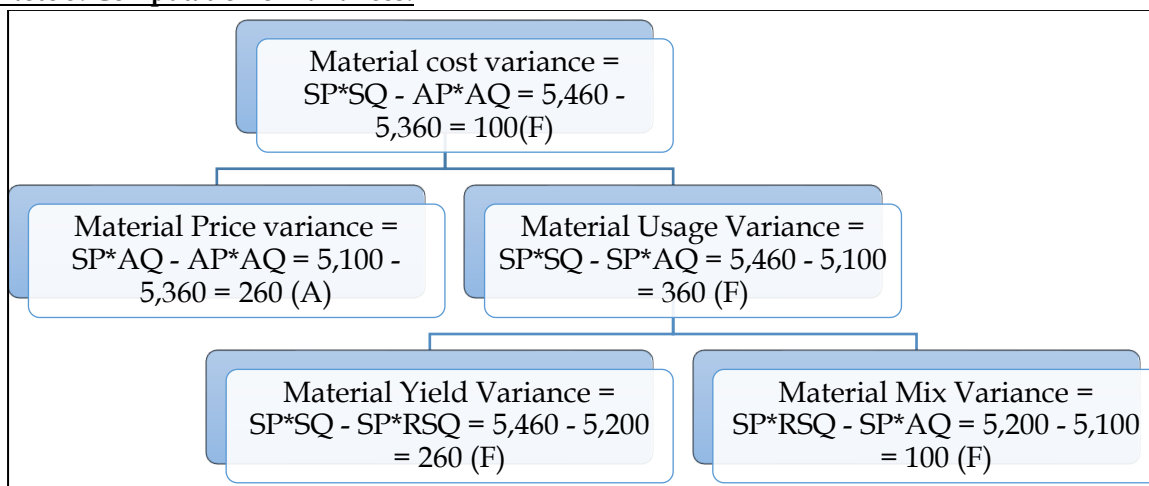 Material cost variance =
SP*SQ - AP*AQ = 5,460 -
5,360 = 100(F)
Material Price variance =
SP*AQ - AP*AQ = 5,100 -
5,360 = 260 (A)
Material Usage Variance =
SP*SQ - SP*AQ = 5,460 - 5,100
= 360 (F)
Material Yield Variance =
SP*SQ - SP*RSQ = 5,460 - 5,200
= 260 (F)
Material Mix Variance =
SP*RSQ - SP*AQ = 5,200 - 5,100
= 100 (F)